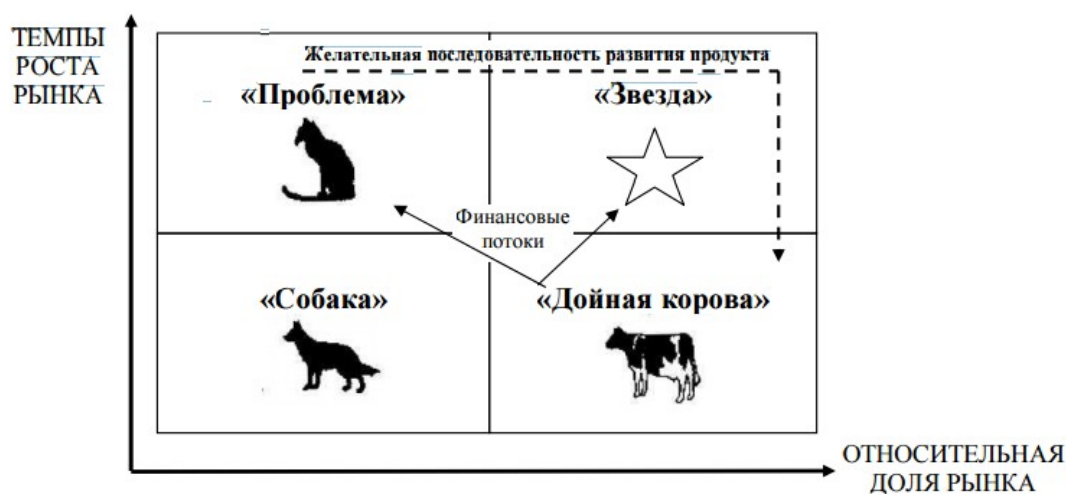 ТЕМПЫ
РОСТА
РЫНКА
Желательная последовательность развития продукта
«Проблема»
«Звезда»
Финансовые
потоки
«Собака»
«Дойная корова»
ОТНОСИТЕЛЬНАЯ
ДОЛЯ РЫНКА